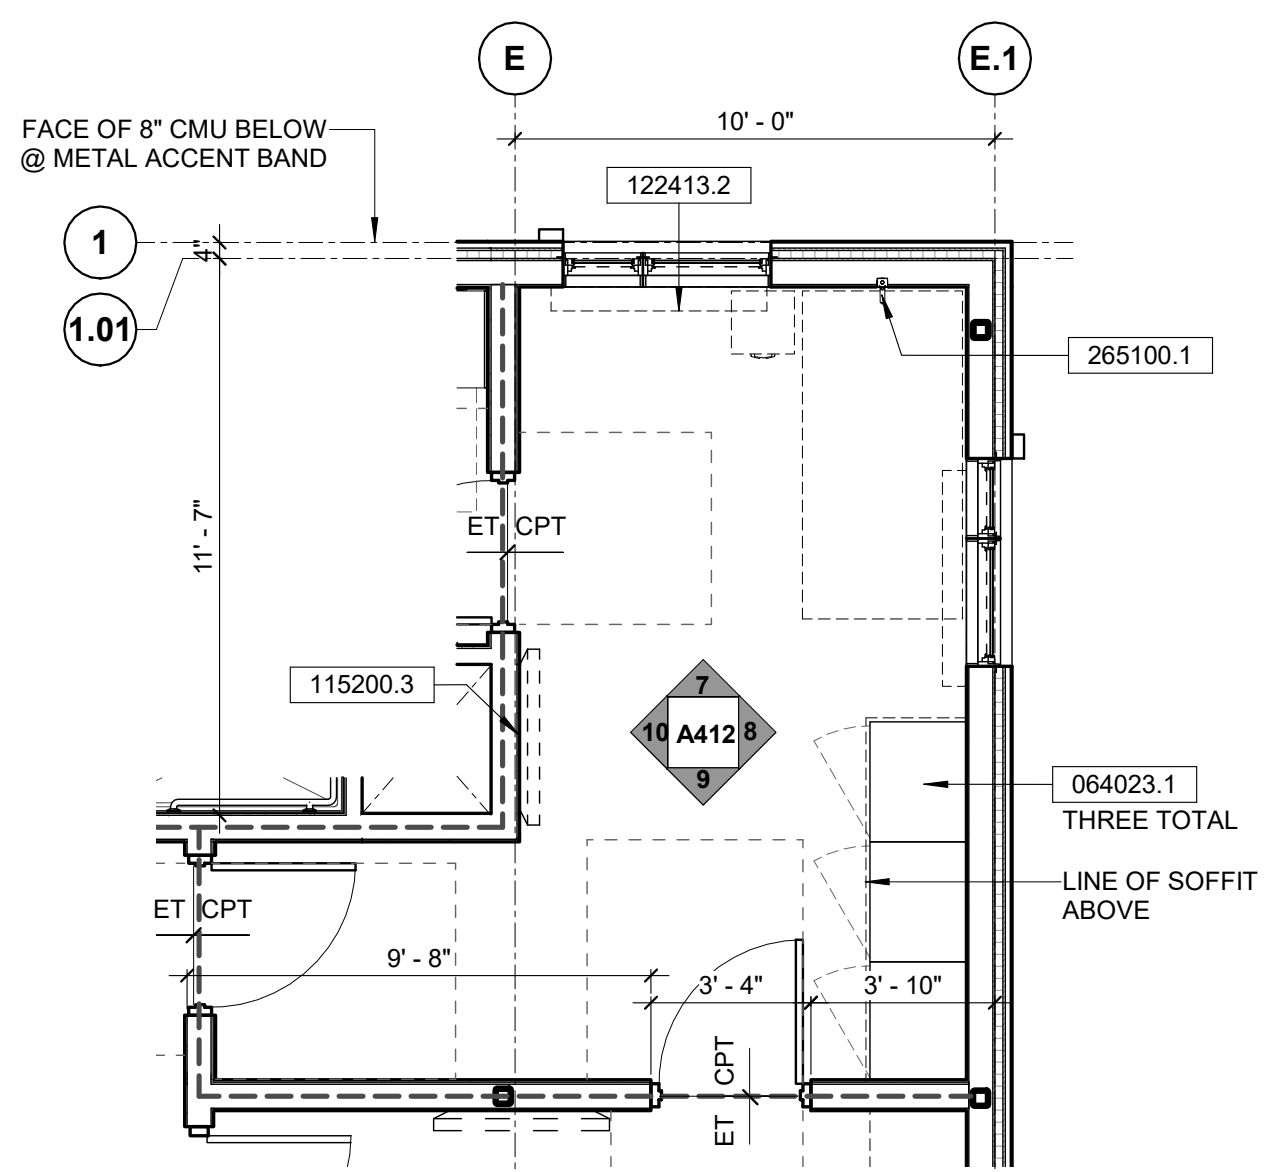 E
E.1
10' - 0"
FACE OF 8" CMU BELOW
@ METAL ACCENT BAND
122413.2
1
4"
1.01
265100.1
11' - 7"
ET
CPT
115200.3
7
10
A412
8
9
064023.1
THREE TOTAL
LINE OF SOFFIT
ABOVE
ET
CPT
9' - 8"
3' - 4"
3' - 10"
CPT
ET